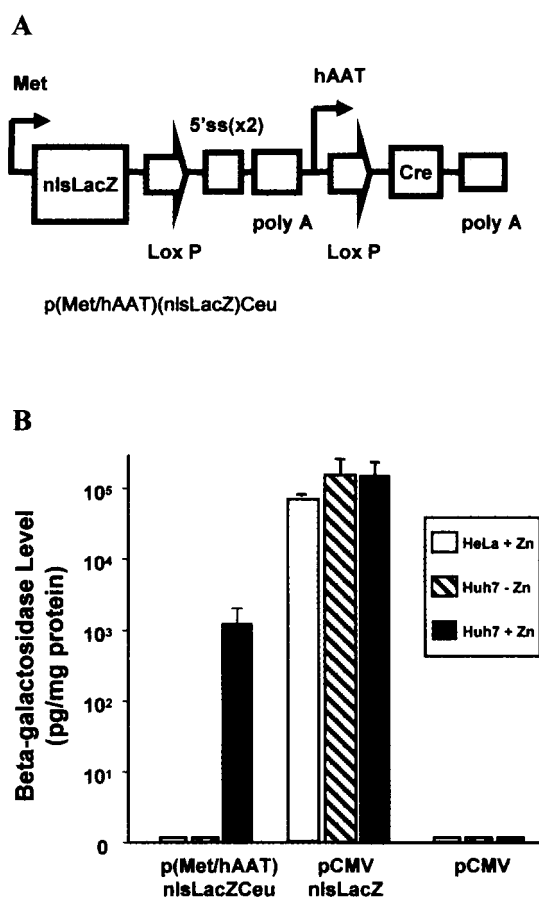 A
Met
hAAT
5'ss(x2)
nlsLacZ
Cre
poly A
poly A
Lox P
Lox P
p(Met/hAAT)(nlsLacZ)Ceu
B
Beta-galactosidase Level
(pg/mg protein)
10⁵
10⁴
10³
10²
10¹
0
HeLa + Zn
Huh7 - Zn
Huh7 + Zn
p(Met/hAAT)
nlsLacZCeu
pCMV
nlsLacZ
pCMV